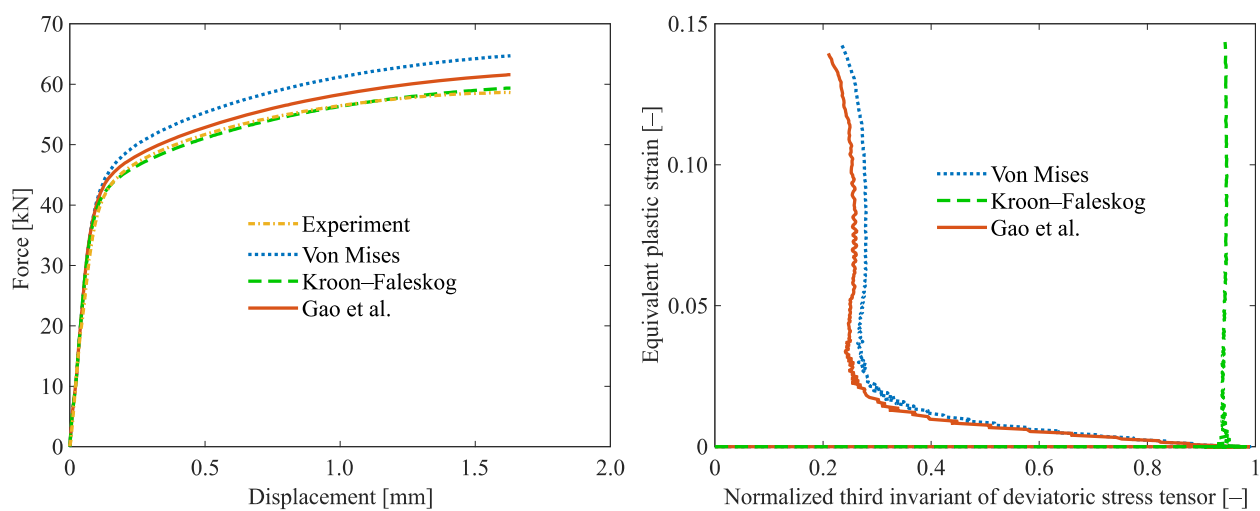 70
60
50
40
30
20
10
0
Force [kN]
Experiment
Von Mises
Kroon–Faleskog
Gao et al.
0 0.5 1.0 1.5 2.0
Displacement [mm]
0.15
0.10
0.05
0
Equivalent plastic strain [–]
Von Mises
Kroon–Faleskog
Gao et al.
0 0.2 0.4 0.6 0.8 1
Normalized third invariant of deviatoric stress tensor [–]